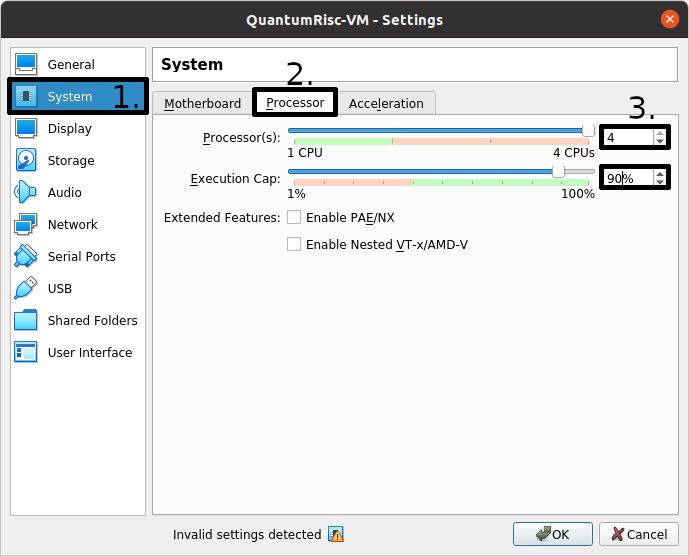 QuantumRisc-VM - Settings
General
System
1.
Display
Storage
Audio
Network
Serial Ports
USB
Shared Folders
User Interface
System
2.
Motherboard
Processor
Acceleration
3.
Processor(s):
4
1 CPU
4 CPUs
Execution Cap:
90%
1%
100%
Extended Features:
Enable PAE/NX
Enable Nested VT-x/AMD-V
Invalid settings detected
OK
Cancel